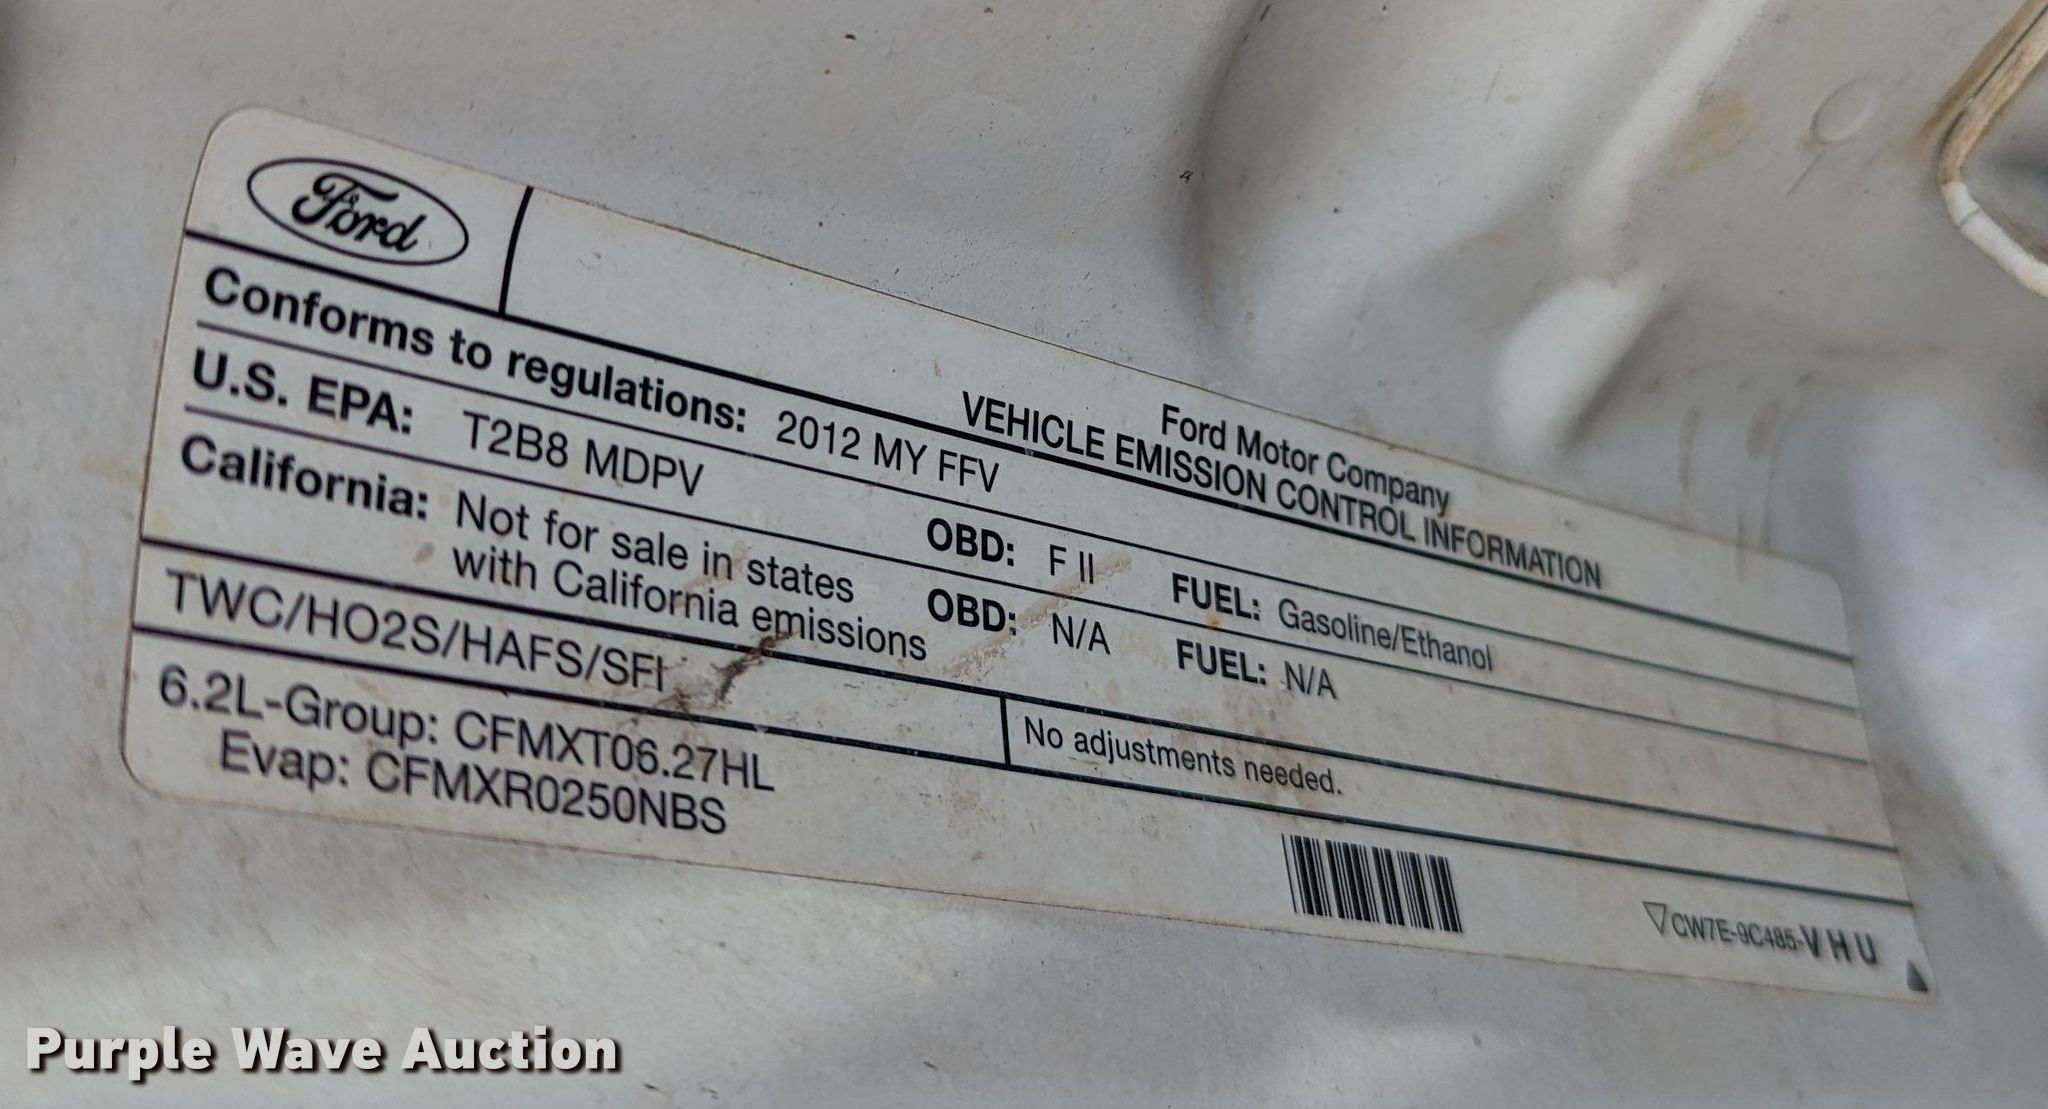 Ford
Ford Motor Company
VEHICLE EMISSION CONTROL INFORMATION
Conforms to regulations: 2012 MY FFV
U.S. EPA: T2B8 MDPV OBD: F II FUEL: Gasoline/Ethanol
California: Not for sale in states OBD: N/A FUEL: N/A
with California emissions
TWC/HO2S/HAFS/SFI
No adjustments needed.
6.2L-Group: CFMXT06.27HL
Evap: CFMXR0250NBS
CW7E-9C485-V H U
Purple Wave Auction